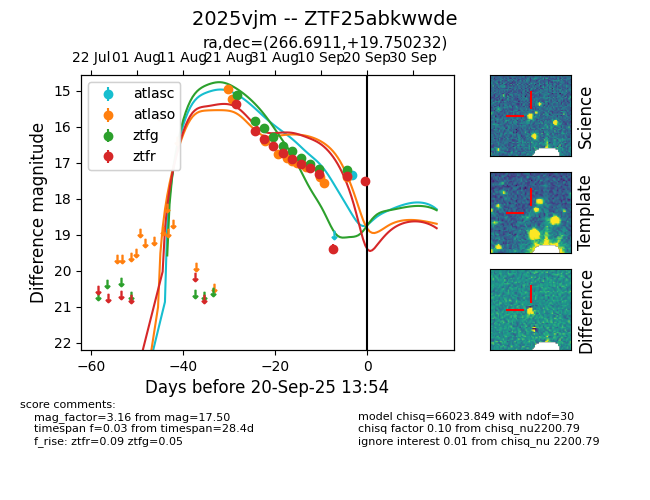 2025vjm -- ZTF25abkwwde
ra,dec=(266.6911,+19.750232)
22 Jul 01 Aug 11 Aug 21 Aug 31 Aug 10 Sep 20 Sep 30 Sep
atlasc
atlaso
ztfg
ztfr
15
16
17
18
19
20
21
22
Difference magnitude
−60 −40 −20 0
Days before 20-Sep-25 13:54
Science
Template
Difference
score comments:
mag_factor=3.16 from mag=17.50
timespan f=0.03 from timespan=28.4d
f_rise: ztfr=0.09 ztfg=0.05
model chisq=66023.849 with ndof=30
chisq factor 0.10 from chisq_nu2200.79
ignore interest 0.01 from chisq_nu 2200.79